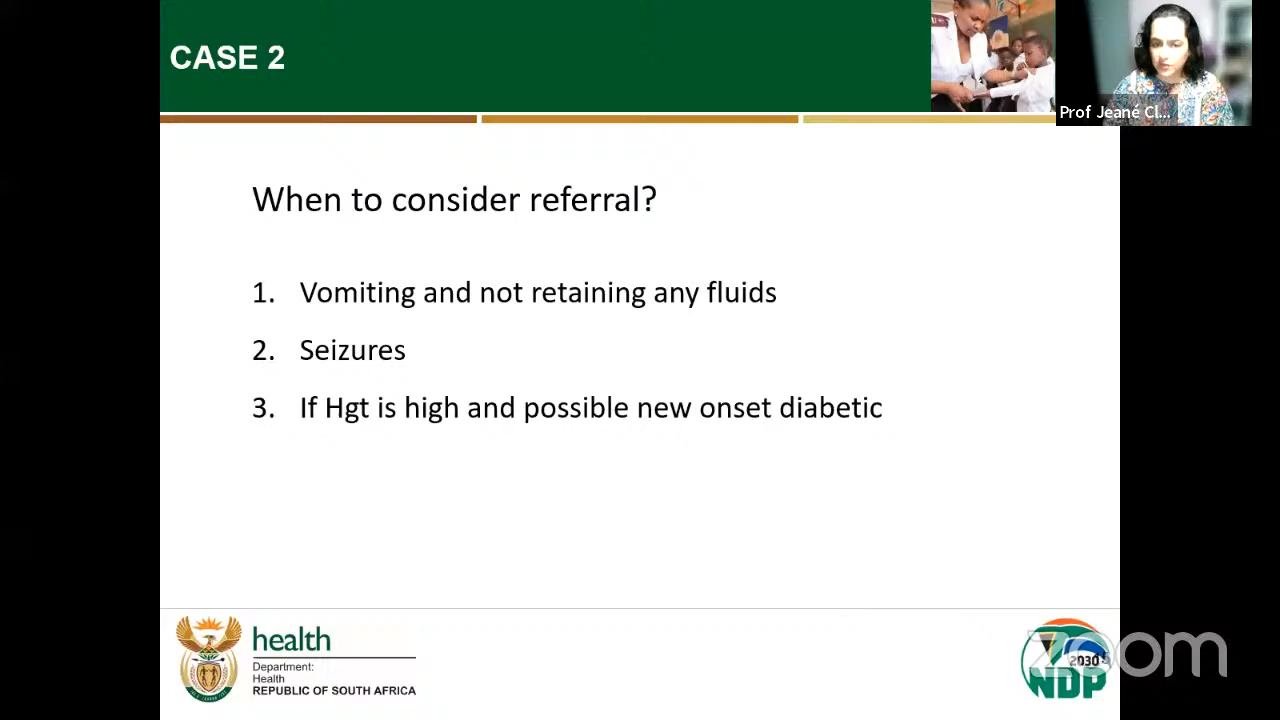 CASE 2
Prof Jeané Cl...
When to consider referral?
1. Vomiting and not retaining any fluids
2. Seizures
3. If Hgt is high and possible new onset diabetic
health
Department:
Health
REPUBLIC OF SOUTH AFRICA
2030
NDP
zoom